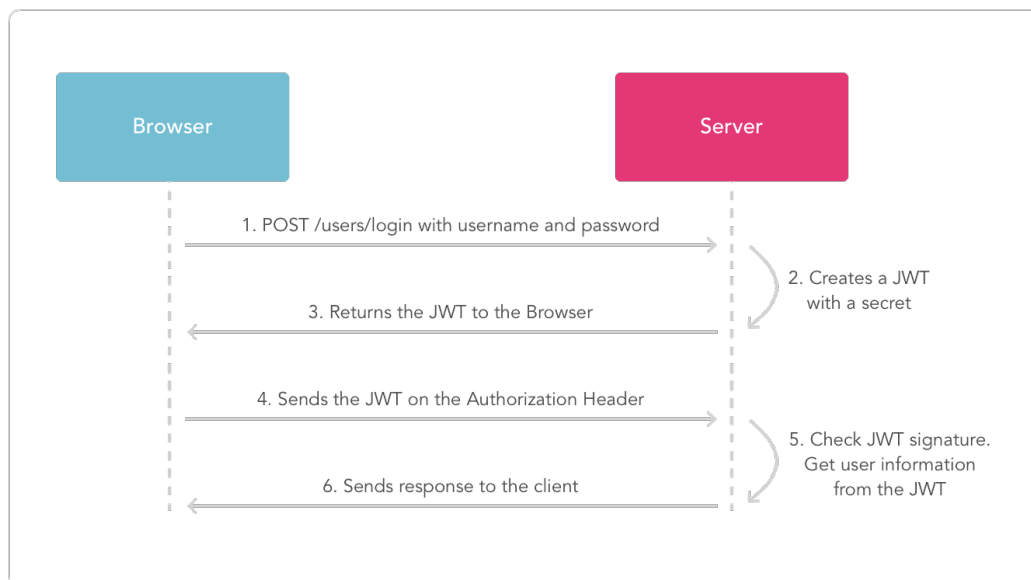 Browser
Server
1. POST /users/login with username and password
2. Creates a JWT
with a secret
3. Returns the JWT to the Browser
4. Sends the JWT on the Authorization Header
5. Check JWT signature.
Get user information
from the JWT
6. Sends response to the client